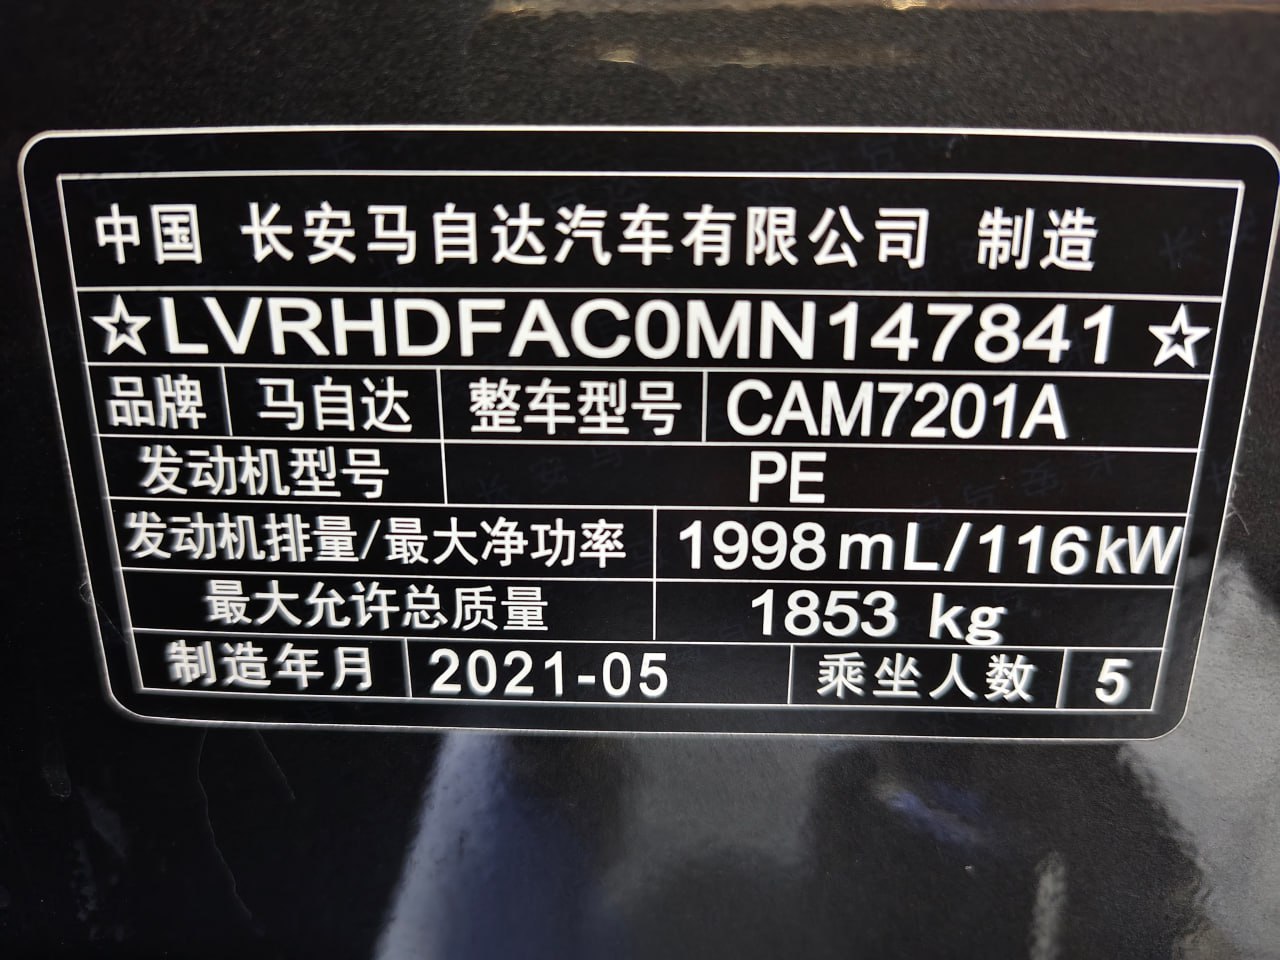 中国 长安马自达汽车有限公司 制造
☆LVRHDFAC0MN147841☆
品牌 马自达 整车型号 CAM7201A
发动机型号 PE
发动机排量/最大净功率 1998mL/116kW
最大允许总质量 1853 kg
制造年月 2021-05 乘坐人数 5